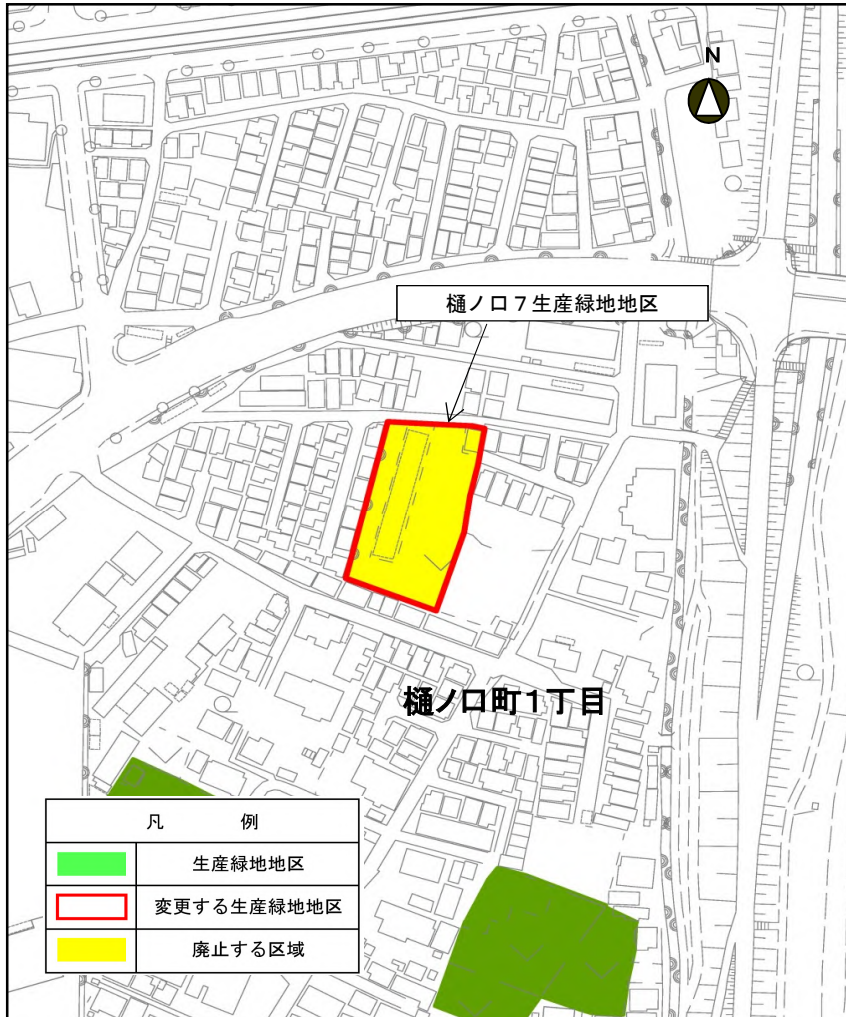 N
樋ノ口７生産緑地地区
樋ノ口町１丁目
凡 例
生産緑地地区
変更する生産緑地地区
廃止する区域